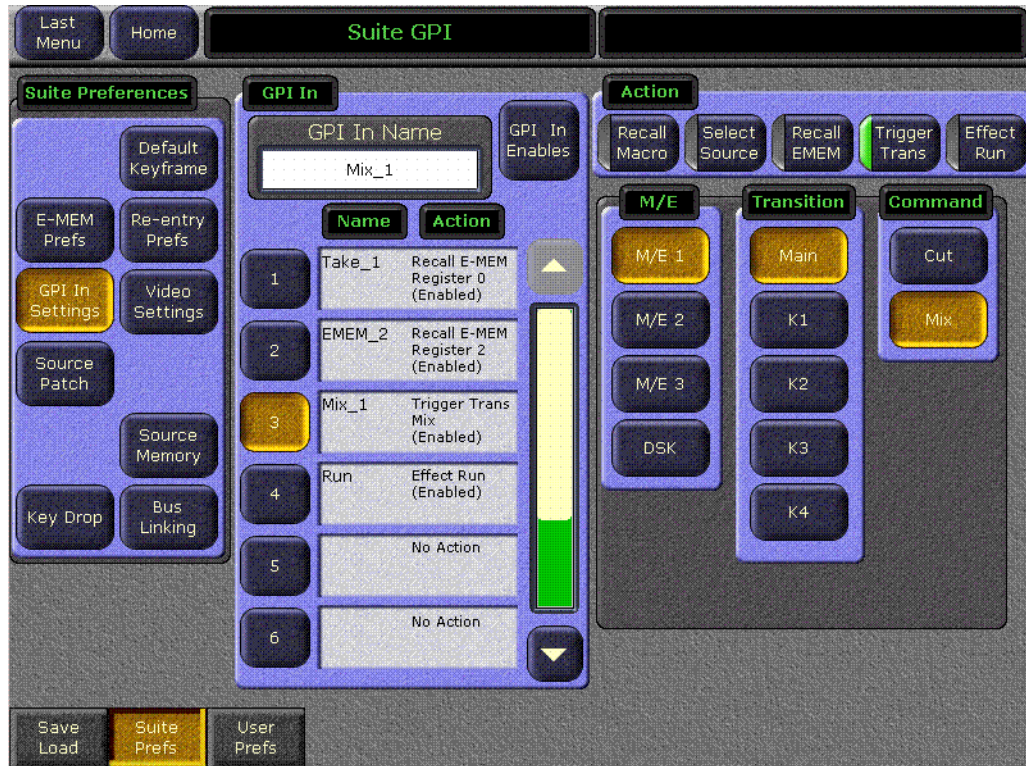 Last
Menu
Home
Suite GPI
Suite Preferences
Default
Keyframe
E-MEM
Prefs
Re-entry
Prefs
GPI In
Settings
Video
Settings
Source
Patch
Source
Memory
Key Drop
Bus
Linking
GPI In
GPI In Name
Mix_1
GPI In
Enables
Name
Action
1
Take_1
Recall E-MEM
Register 0
(Enabled)
2
EMEM_2
Recall E-MEM
Register 2
(Enabled)
3
Mix_1
Trigger Trans
Mix
(Enabled)
4
Run
Effect Run
(Enabled)
5
No Action
6
No Action
Action
Recall
Macro
Select
Source
Recall
EMEM
Trigger
Trans
Effect
Run
M/E
M/E 1
M/E 2
M/E 3
DSK
Transition
Main
K1
K2
K3
K4
Command
Cut
Mix
Save
Load
Suite
Prefs
User
Prefs